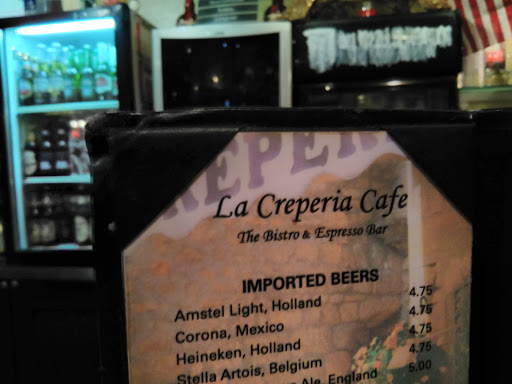 La Creperia Cafe
The Bistro & Espresso Bar
IMPORTED BEERS
Amstel Light, Holland 4.75
Corona, Mexico 4.75
Heineken, Holland 4.75
Stella Artois, Belgium 4.75
Ale, England 5.00